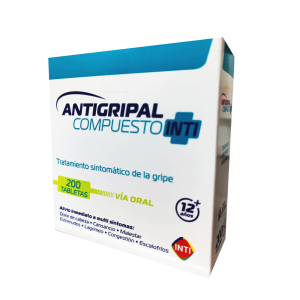 ANTIGRIPAL
COMPUESTO INTI
Tratamiento sintomático de la gripe
200
TABLETAS
VÍA ORAL
Alivio inmediato a multi síntomas:
Dolor de cabeza • Cansancio • Malestar
Estornudos • Lagrimeo • Congestión • Escalofríos
12+
años
INTI